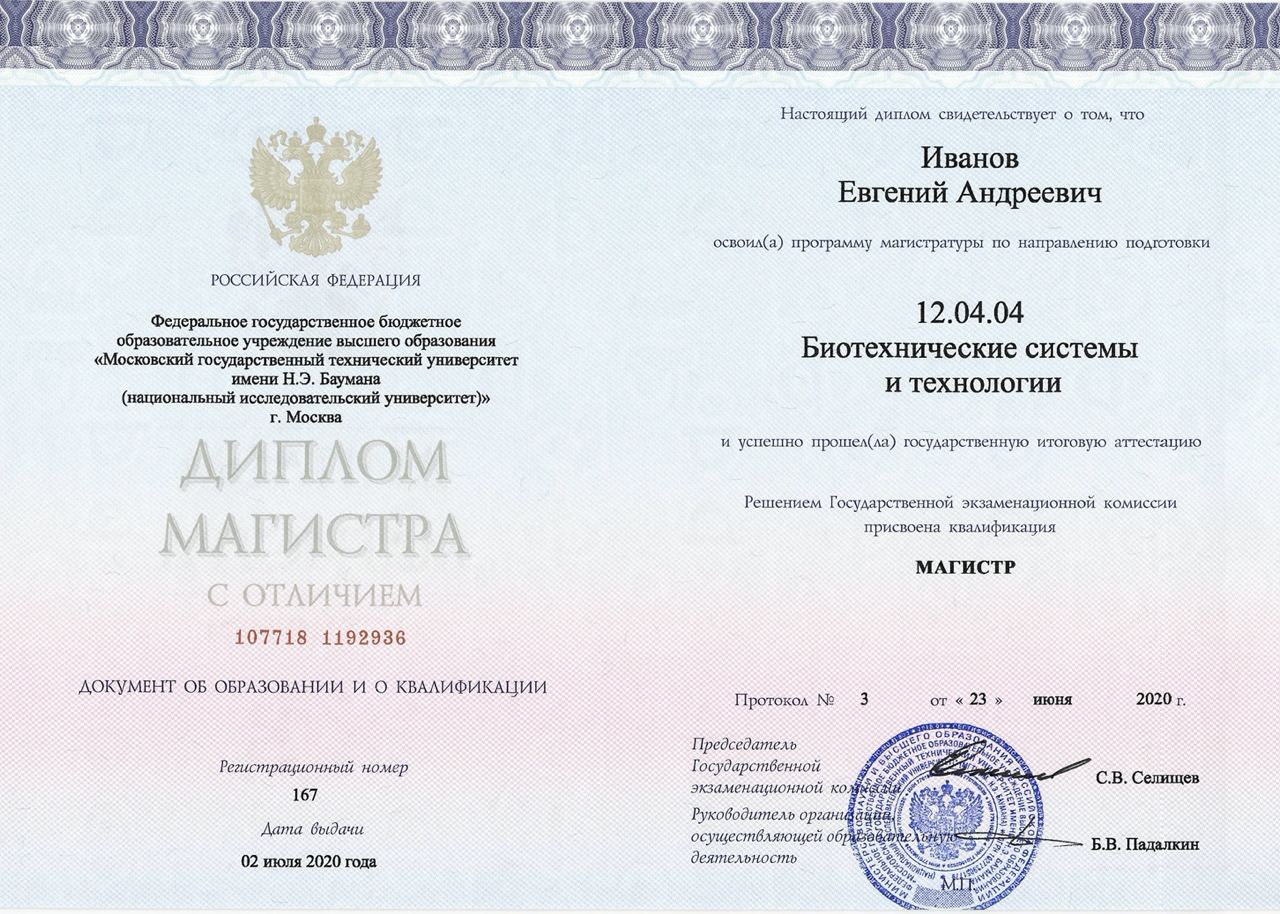 РОССИЙСКАЯ ФЕДЕРАЦИЯ
Федеральное государственное бюджетное
образовательное учреждение высшего образования
«Московский государственный технический университет
имени Н.Э. Баумана
(национальный исследовательский университет)»
г. Москва
ДИПЛОМ
МАГИСТРА
С ОТЛИЧИЕМ
107718 1192936
ДОКУМЕНТ ОБ ОБРАЗОВАНИИ И О КВАЛИФИКАЦИИ
Регистрационный номер
167
Дата выдачи
02 июля 2020 года
Настоящий диплом свидетельствует о том, что
Иванов
Евгений Андреевич
освоил(а) программу магистратуры по направлению подготовки
12.04.04
Биотехнические системы
и технологии
и успешно прошел(ла) государственную итоговую аттестацию
Решением Государственной экзаменационной комиссии
присвоена квалификация
МАГИСТР
Протокол № 3 от « 23 » июня 2020 г.
Председатель
Государственной
экзаменационной комиссии
С.В. Селищев
Руководитель организации,
осуществляющей образовательную
деятельность
Б.В. Падалкин
М.П.